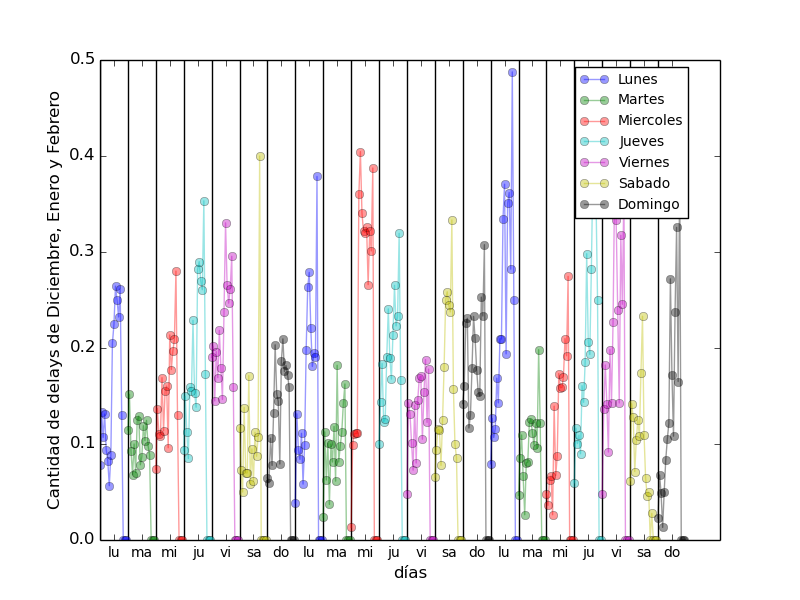 0.5
0.4
0.3
0.2
0.1
0.0
Cantidad de delays de Diciembre, Enero y Febrero
Lunes
Martes
Miercoles
Jueves
Viernes
Sabado
Domingo
lu ma mi ju vi sa do lu ma mi ju vi sa do lu ma mi ju vi sa do
días